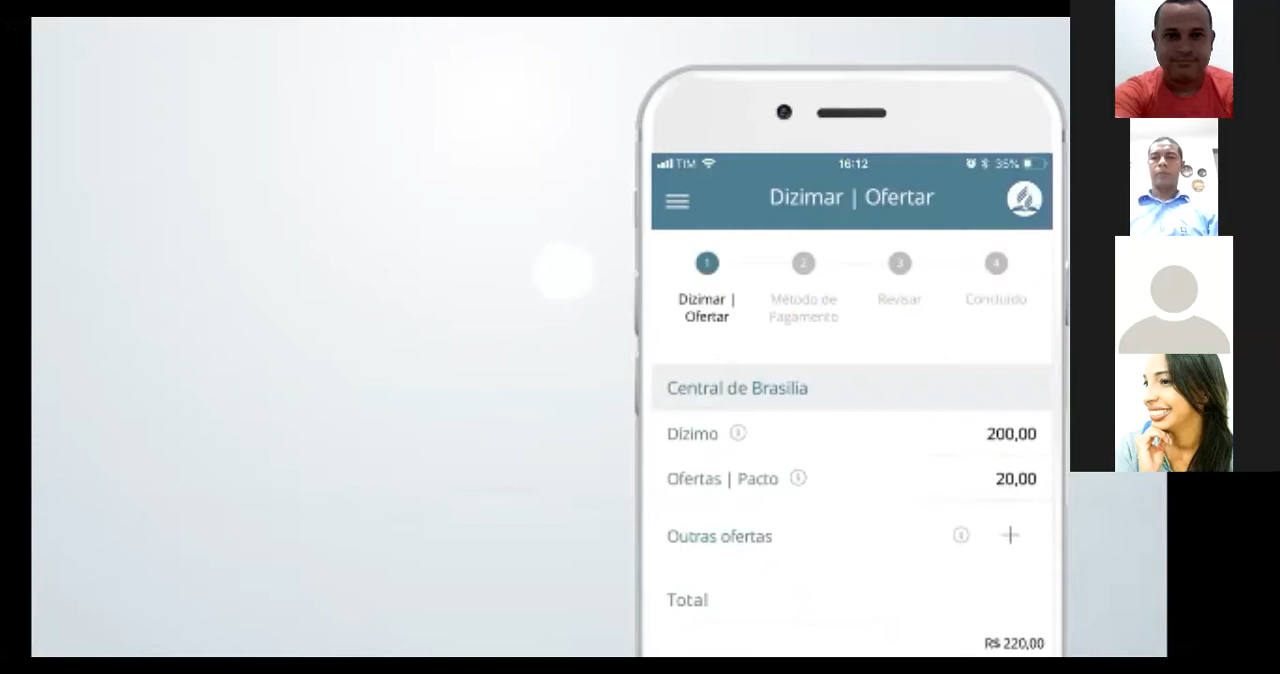 TIM 16:12 35%
Dizimar | Ofertar
1 2 3 4
Dizimar |
Ofertar
Método de
Pagamento
Revisar
Concluído
Central de Brasilia
Dízimo 200,00
Ofertas | Pacto 20,00
Outras ofertas +
Total
R$ 220,00